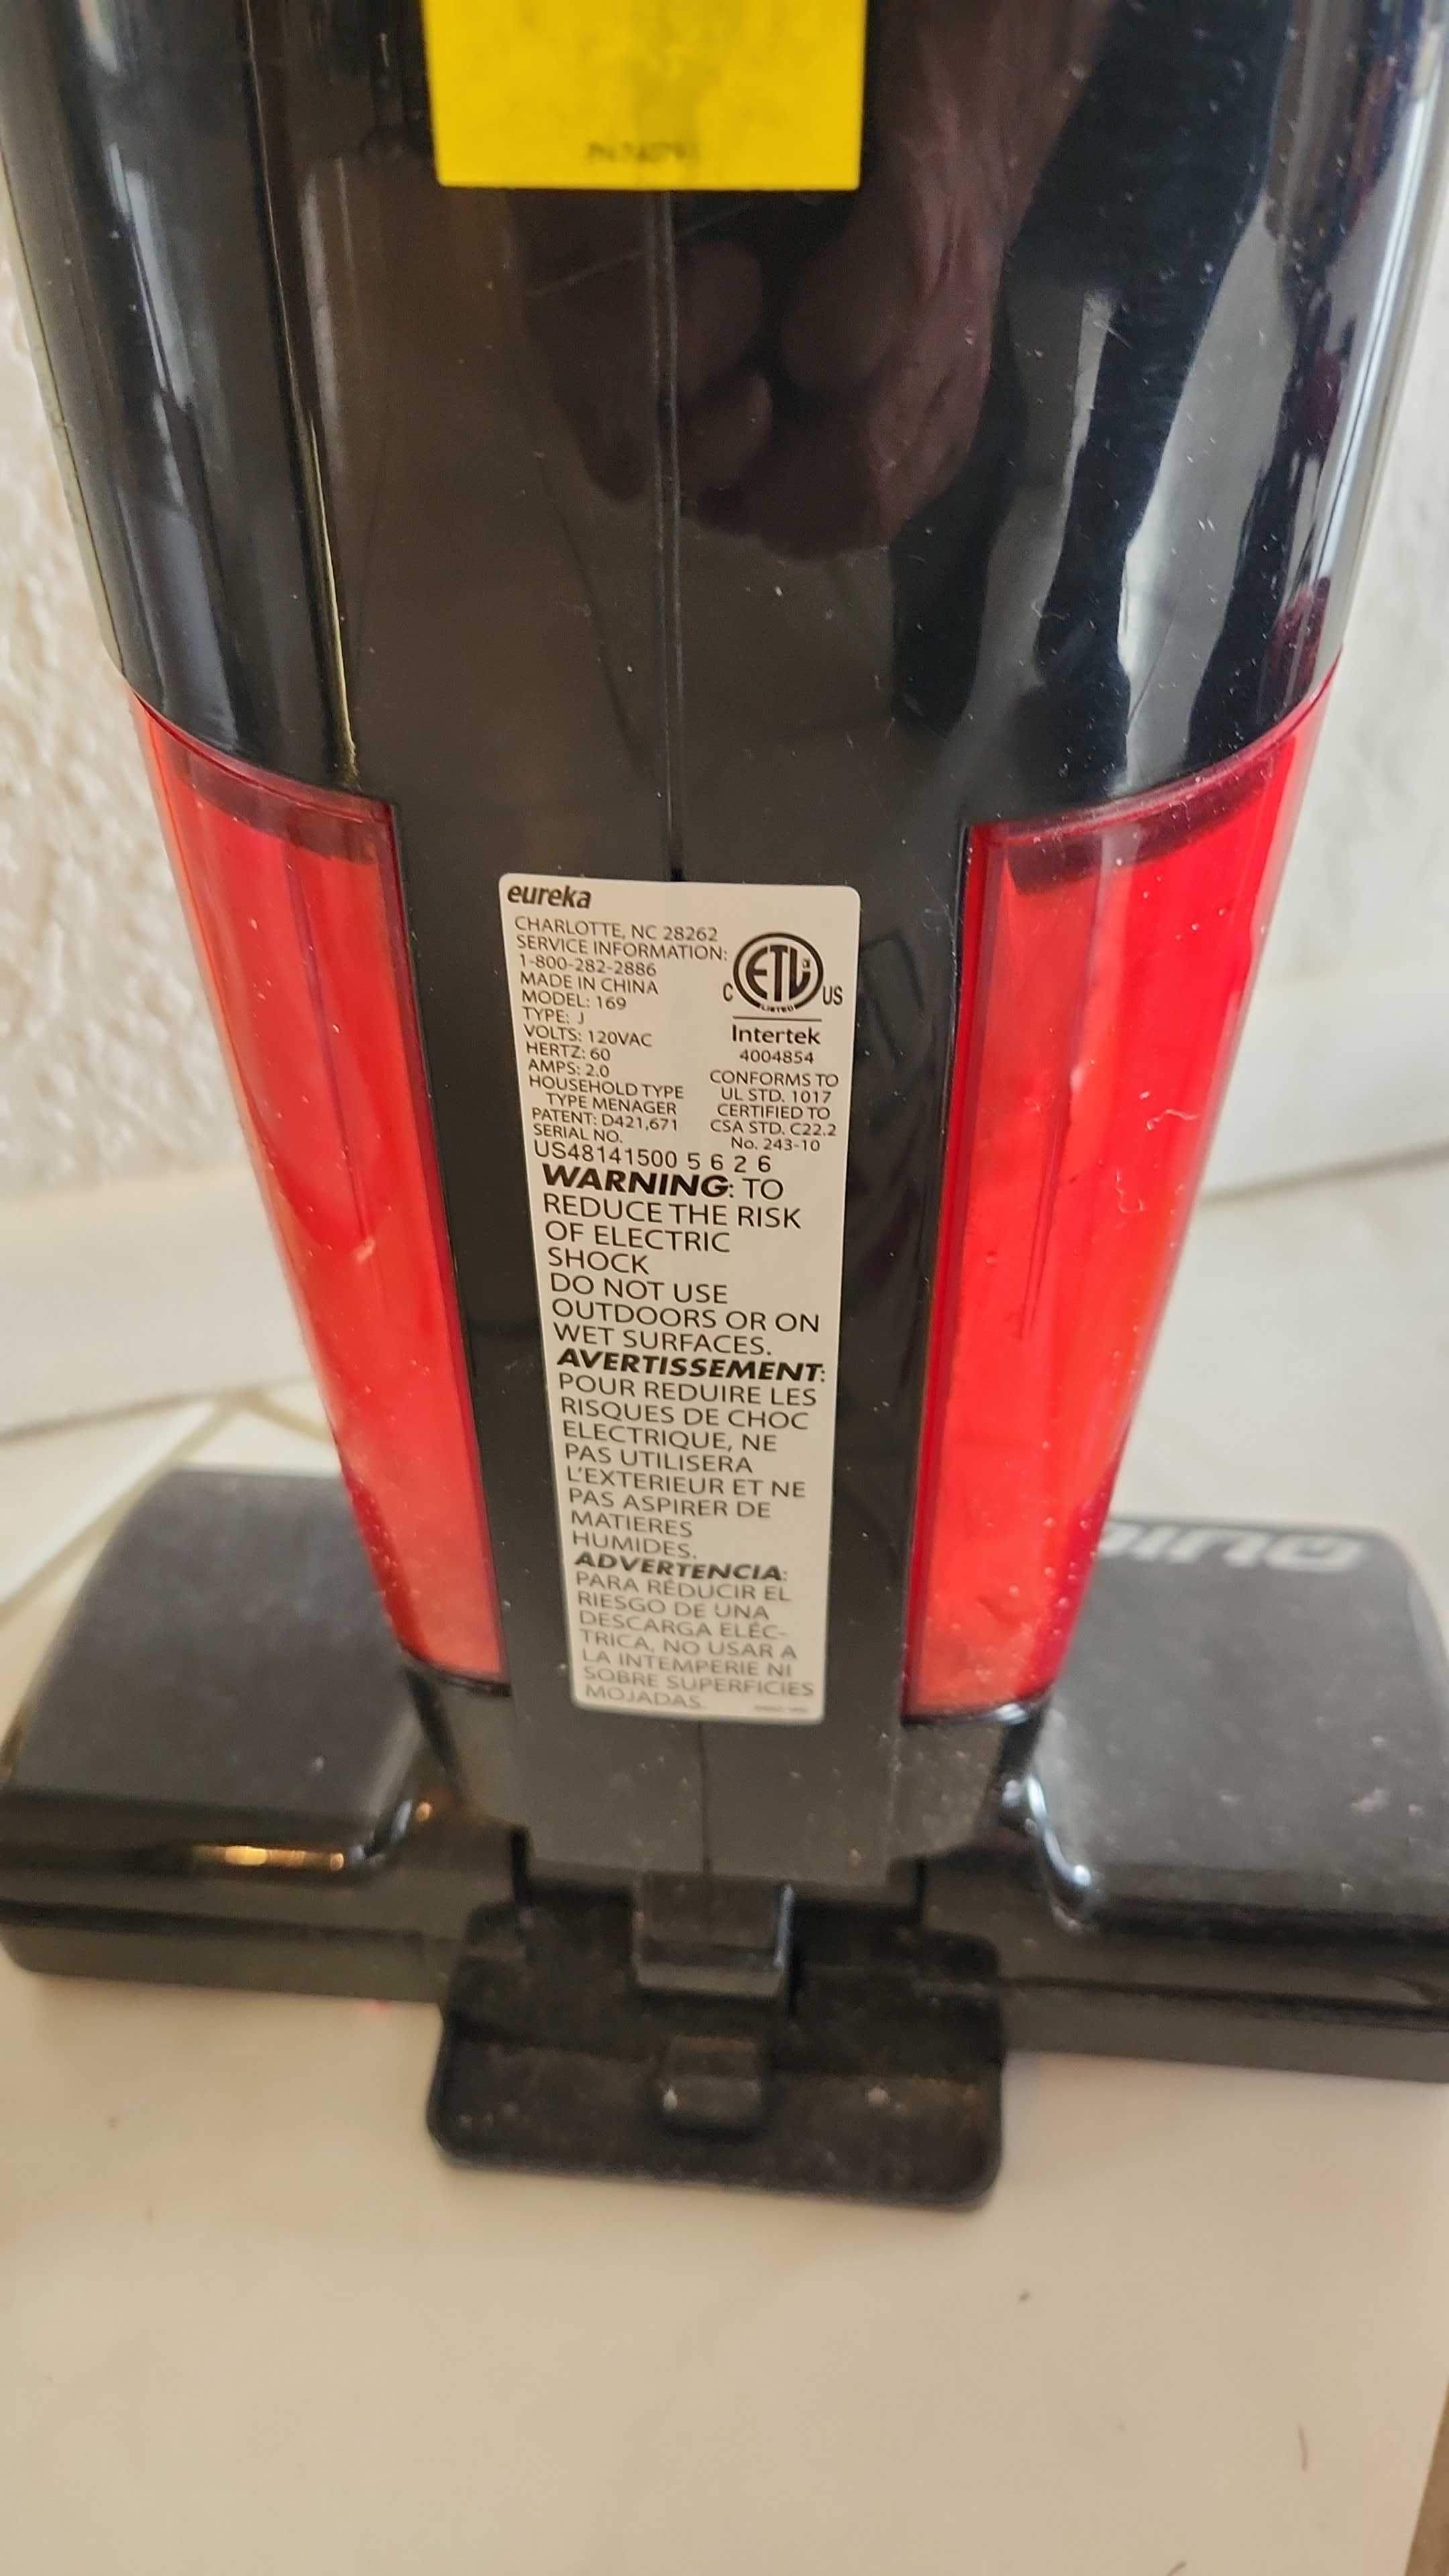 eureka
CHARLOTTE, NC 28262
SERVICE INFORMATION:
1-800-282-2886
MADE IN CHINA
MODEL: 169
TYPE: J
VOLTS: 120VAC
HERTZ: 60
AMPS: 2.0
HOUSEHOLD TYPE
TYPE MENAGER
PATENT: D421,671
SERIAL NO.
US48141500 5 6 2 6
C ETL US
Intertek
4004854
CONFORMS TO
UL STD. 1017
CERTIFIED TO
CSA STD. C22.2
No. 243-10
WARNING: TO
REDUCE THE RISK
OF ELECTRIC
SHOCK
DO NOT USE
OUTDOORS OR ON
WET SURFACES.
AVERTISSEMENT:
POUR REDUIRE LES
RISQUES DE CHOC
ELECTRIQUE, NE
PAS UTILISERA
L'EXTERIEUR ET NE
PAS ASPIRER DE
MATIERES
HUMIDES.
ADVERTENCIA:
PARA RÉDUCIR EL
RIESGO DE UNA
DESCARGA ELÉC-
TRICA, NO USAR A
LA INTEMPERIE NI
SOBRE SUPERFICIES
MOJADAS.